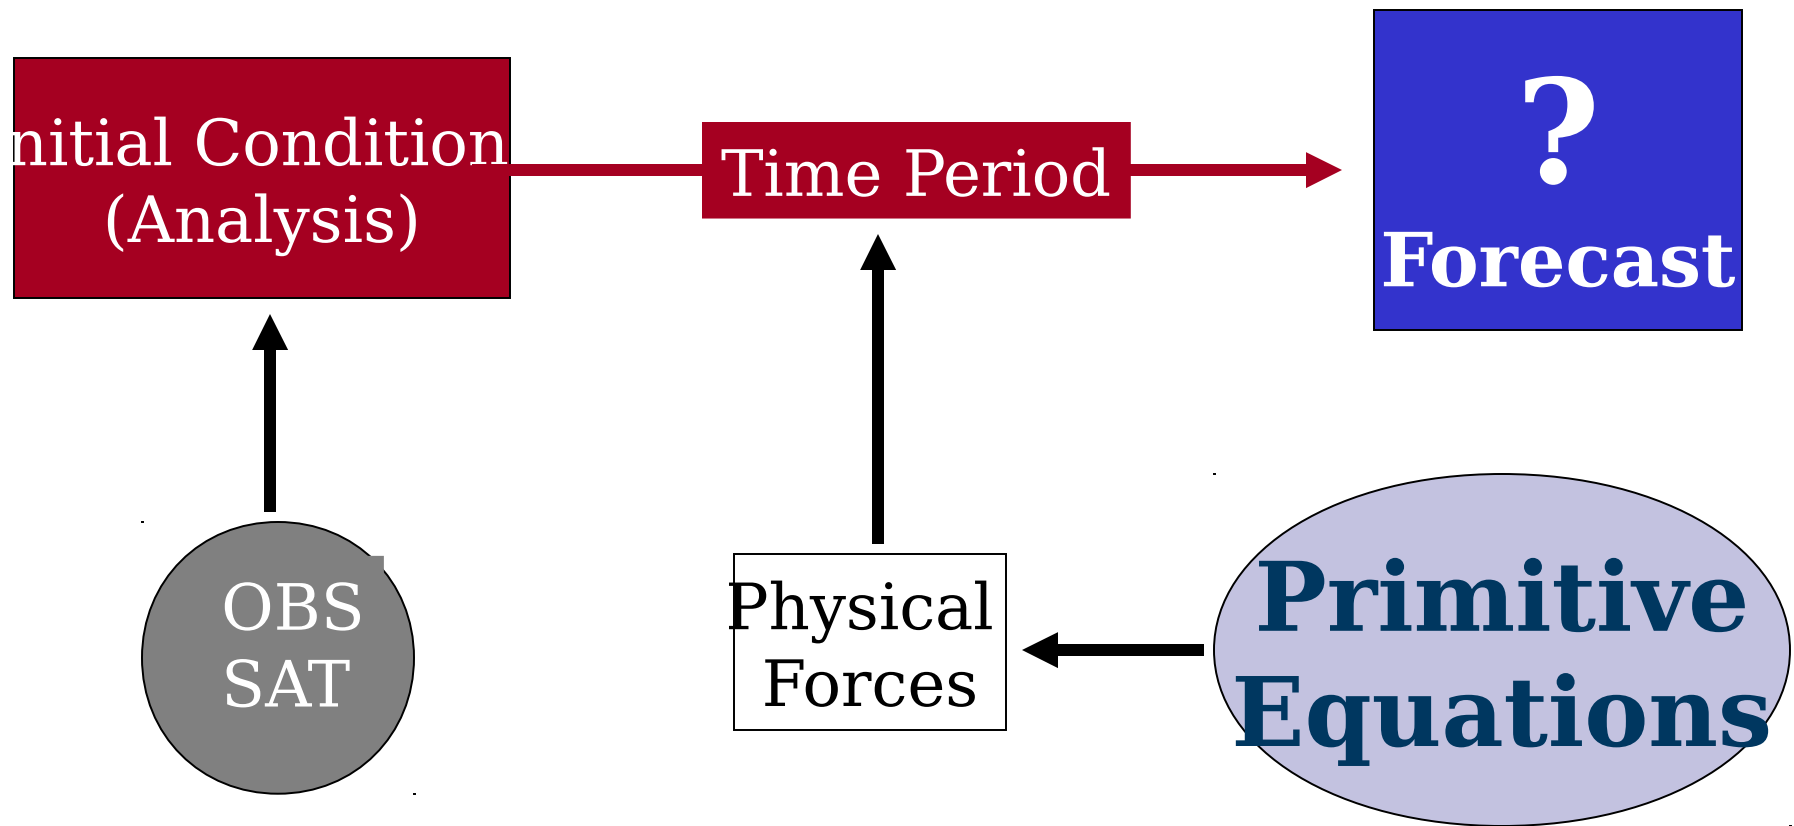 nitial Condition
(Analysis)
Time Period
?
Forecast
OBS
SAT
Physical
Forces
Primitive
Equations